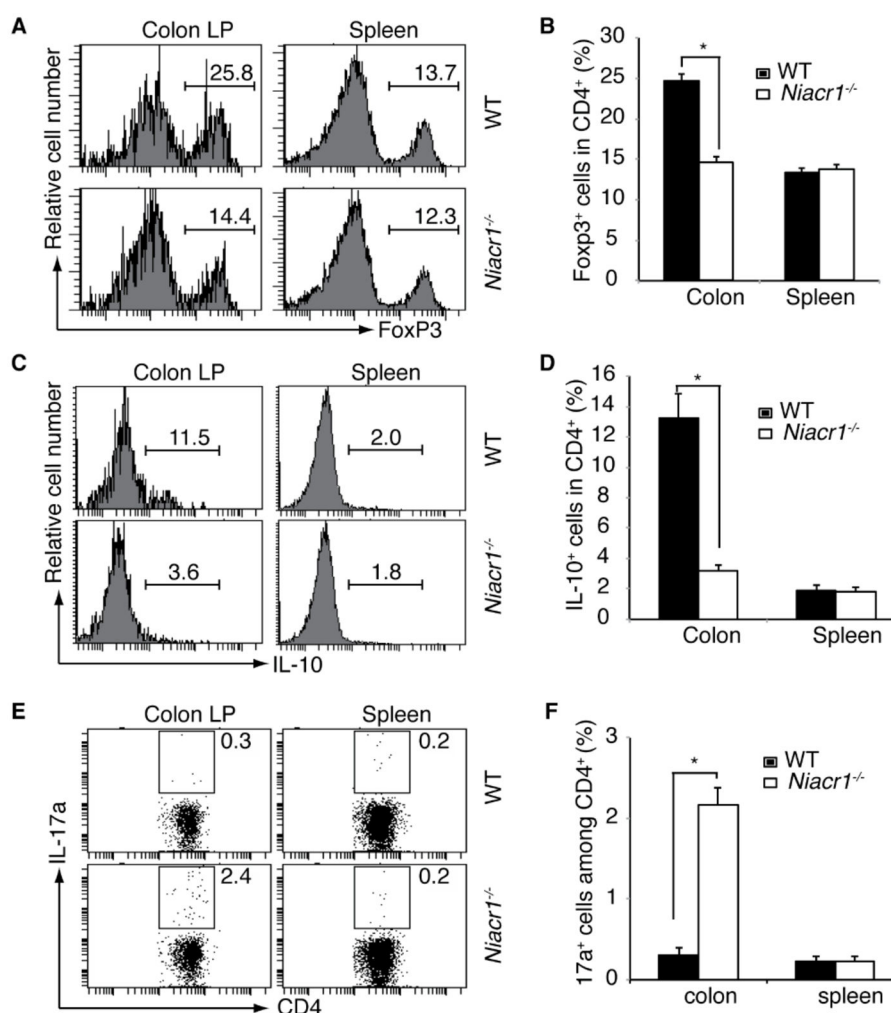 A
Colon LP
Spleen
Relative cell number
25.8
13.7
WT
14.4
12.3
Niacr1-/-
FoxP3
B
Foxp3+ cells in CD4+ (%)
30
25
20
15
10
5
0
*
WT
Niacr1-/-
Colon
Spleen
C
Colon LP
Spleen
Relative cell number
11.5
2.0
WT
3.6
1.8
Niacr1-/-
IL-10
D
IL-10+ cells in CD4+ (%)
16
14
12
10
8
6
4
2
0
*
WT
Niacr1-/-
Colon
Spleen
E
Colon LP
Spleen
IL-17a
0.3
0.2
WT
2.4
0.2
Niacr1-/-
CD4
F
17a+ cells among CD4+ (%)
3
2
1
0
*
WT
Niacr1-/-
colon
spleen